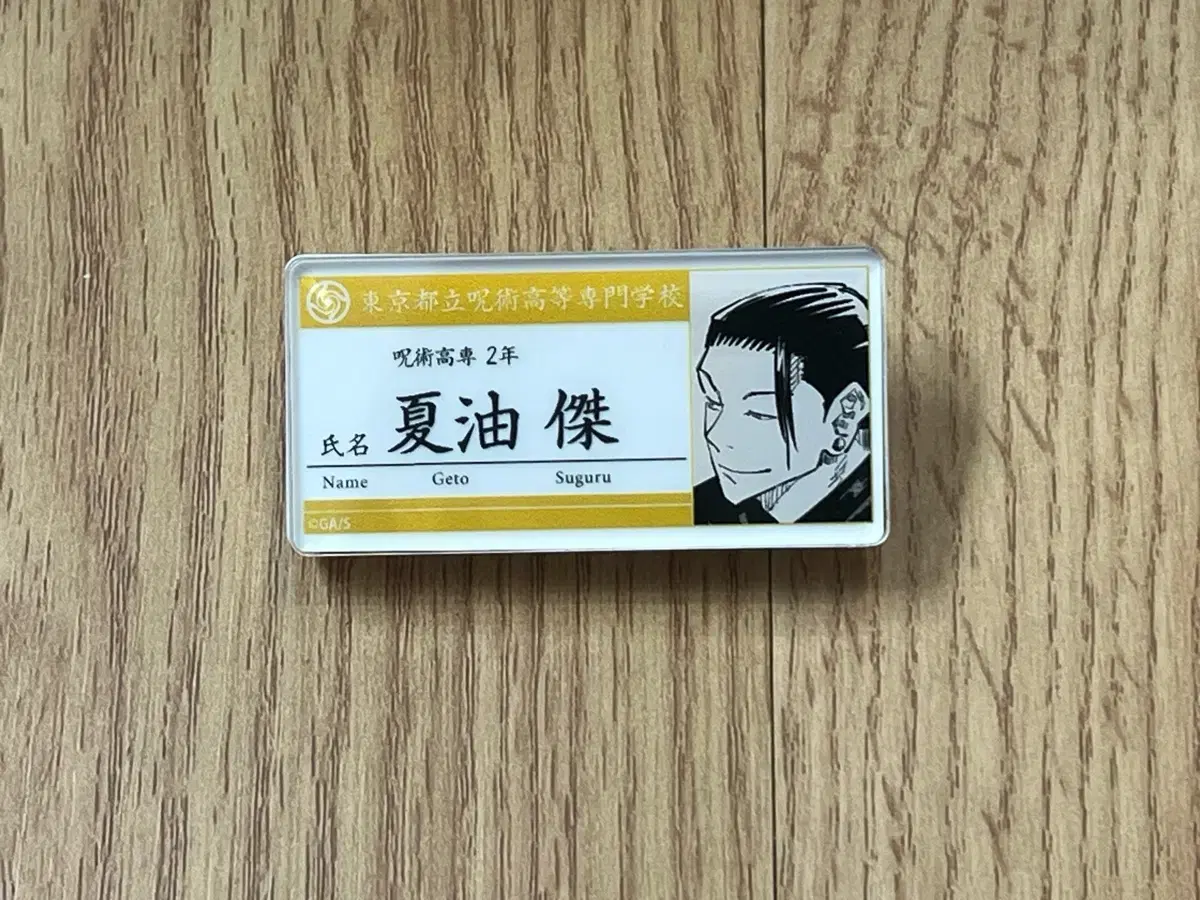 東京都立呪術高等専門学校
呪術高専 2年
氏名 夏油 傑
Name Geto Suguru
©GA/S